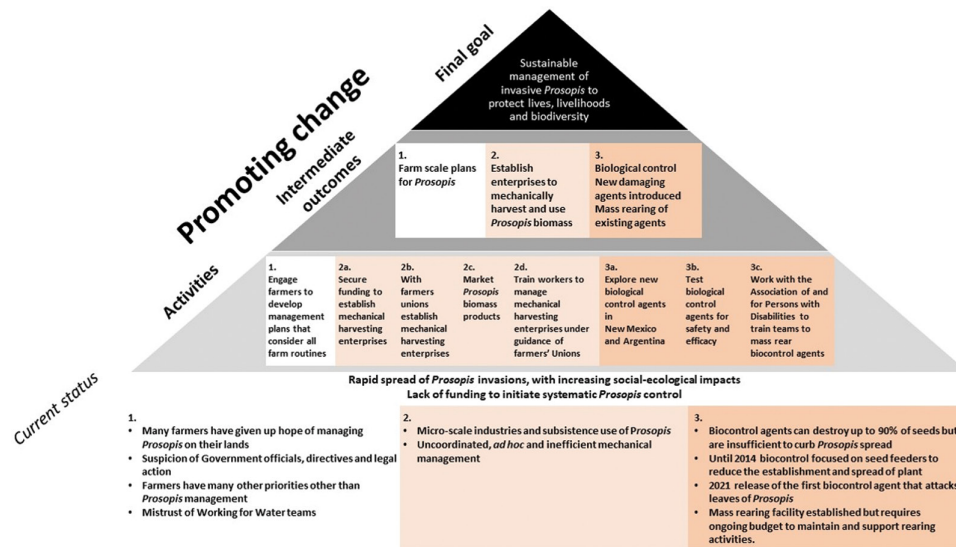 Promoting change
Final goal
Sustainable
management of
invasive Prosopis to
protect lives, livelihoods
and biodiversity
Intermediate
outcomes
1.
Farm scale plans
for Prosopis
2.
Establish
enterprises to
mechanically
harvest and use
Prosopis biomass
3.
Biological control
New damaging
agents introduced
Mass rearing of
existing agents
Activities
1.
Engage
farmers to
develop
management
plans that
consider all
farm routines
2a.
Secure
funding to
establish
mechanical
harvesting
enterprises
2b.
With
farmers
unions
establish
mechanical
harvesting
enterprises
2c.
Market
Prosopis
biomass
products
2d.
Train workers to
manage
mechanical
harvesting
enterprises under
guidance of
farmers' Unions
3a.
Explore new
biological
control agents
in
New Mexico
and Argentina
3b.
Test
biological
control
agents for
safety and
efficacy
3c.
Work with the
Association of and
for Persons with
Disabilities to
train teams to
mass rear
biocontrol agents
Current status
Rapid spread of Prosopis invasions, with increasing social-ecological impacts
Lack of funding to initiate systematic Prosopis control
1.
• Many farmers have given up hope of managing
Prosopis on their lands
• Suspicion of Government officials, directives and legal
action
• Farmers have many other priorities other than
Prosopis management
• Mistrust of Working for Water teams
2.
• Micro-scale industries and subsistence use of Prosopis
• Uncoordinated, ad hoc and inefficient mechanical
management
3.
• Biocontrol agents can destroy up to 90% of seeds but
are insufficient to curb Prosopis spread
• Until 2014 biocontrol focused on seed feeders to
reduce the establishment and spread of plant
• 2021 release of the first biocontrol agent that attacks
leaves of Prosopis
• Mass rearing facility established but requires
ongoing budget to maintain and support rearing
activities.